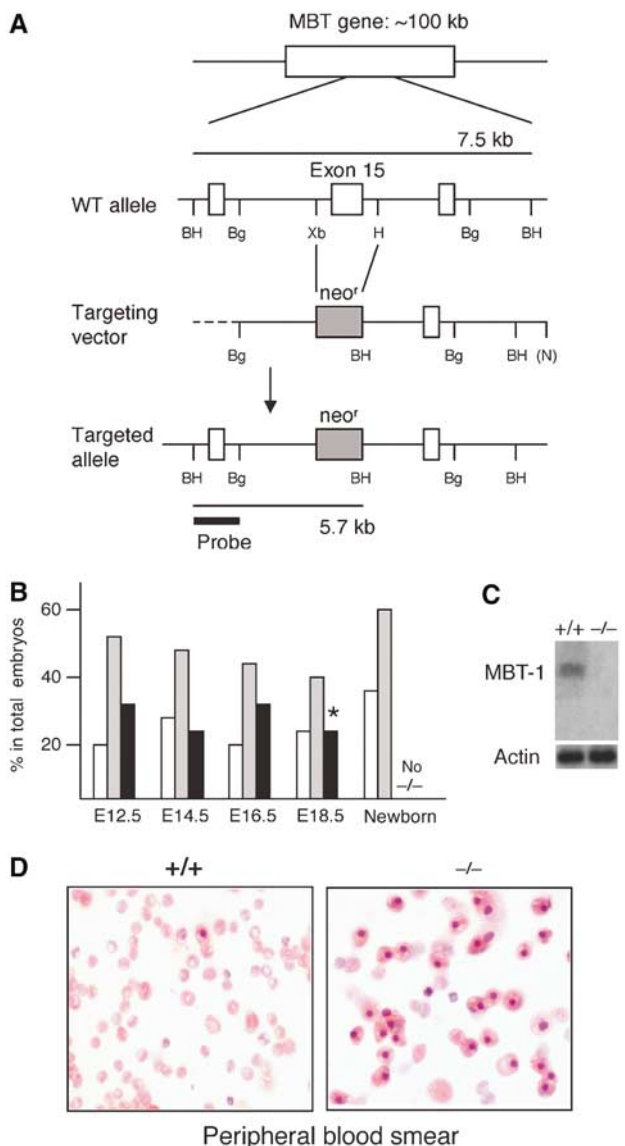 A
MBT gene: ~100 kb
7.5 kb
Exon 15
WT allele
BH Bg Xb H Bg BH
neoʳ
Targeting
vector
Bg BH Bg BH (N)
neoʳ
Targeted
allele
BH Bg BH Bg BH
5.7 kb
Probe
B
% in total embryos
60
40
20
*
No
–/–
E12.5 E14.5 E16.5 E18.5 Newborn
C
+/+ –/–
MBT-1
Actin
D
+/+ –/–
Peripheral blood smear